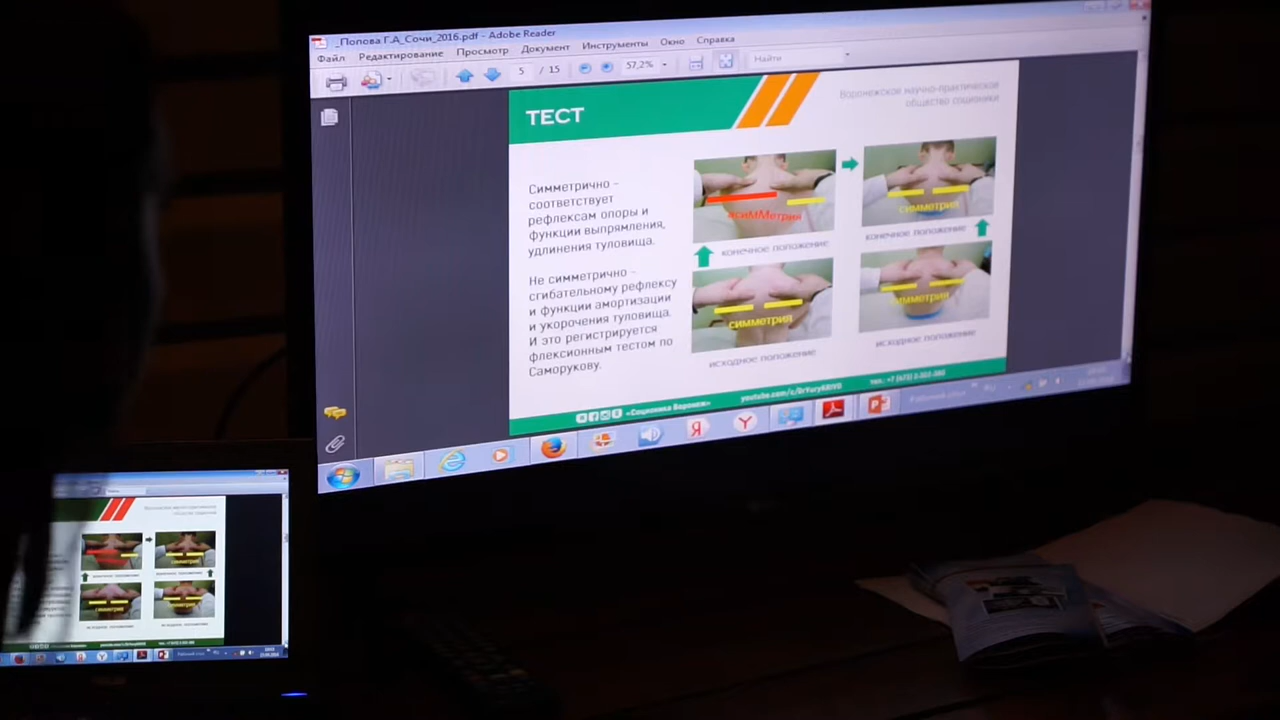 _Попова Г.А_Сочи_2016.pdf - Adobe Reader
Файл Редактирование Просмотр Документ Инструменты Окно Справка
5 / 15 57,2% Найти
ТЕСТ
Воронежское научно-практическое
общество соционики
Симметрично –
соответствует
рефлексам опоры и
функции выпрямления,
удлинения туловища.
Не симметрично –
сгибательному рефлексу
и функции амортизации
и укорочения туловища.
И это регистрируется
флексионным тестом по
Саморукову.
асиММетрия
симметрия
конечное положение
конечное положение
симметрия
симметрия
исходное положение
исходное положение
«Соционика Воронеж»
симметрия
симметрия